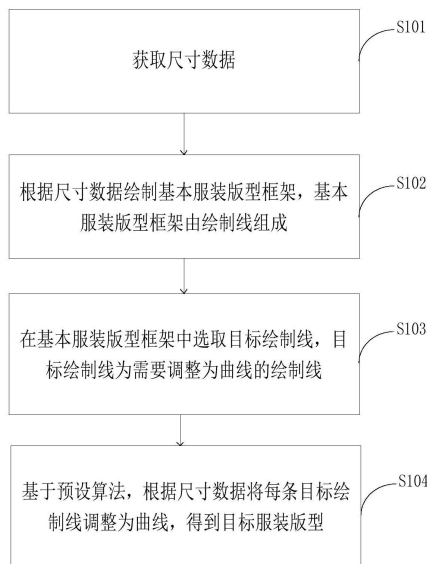 获取尺寸数据
S101
根据尺寸数据绘制基本服装版型框架，基本
服装版型框架由绘制线组成
S102
在基本服装版型框架中选取目标绘制线，目
标绘制线为需要调整为曲线的绘制线
S103
基于预设算法，根据尺寸数据将每条目标绘
制线调整为曲线，得到目标服装版型
S104